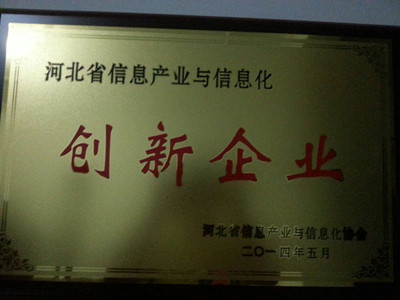 河北省信息产业与信息化
创新企业
河北省信息产业与信息化协会
二〇一四年五月